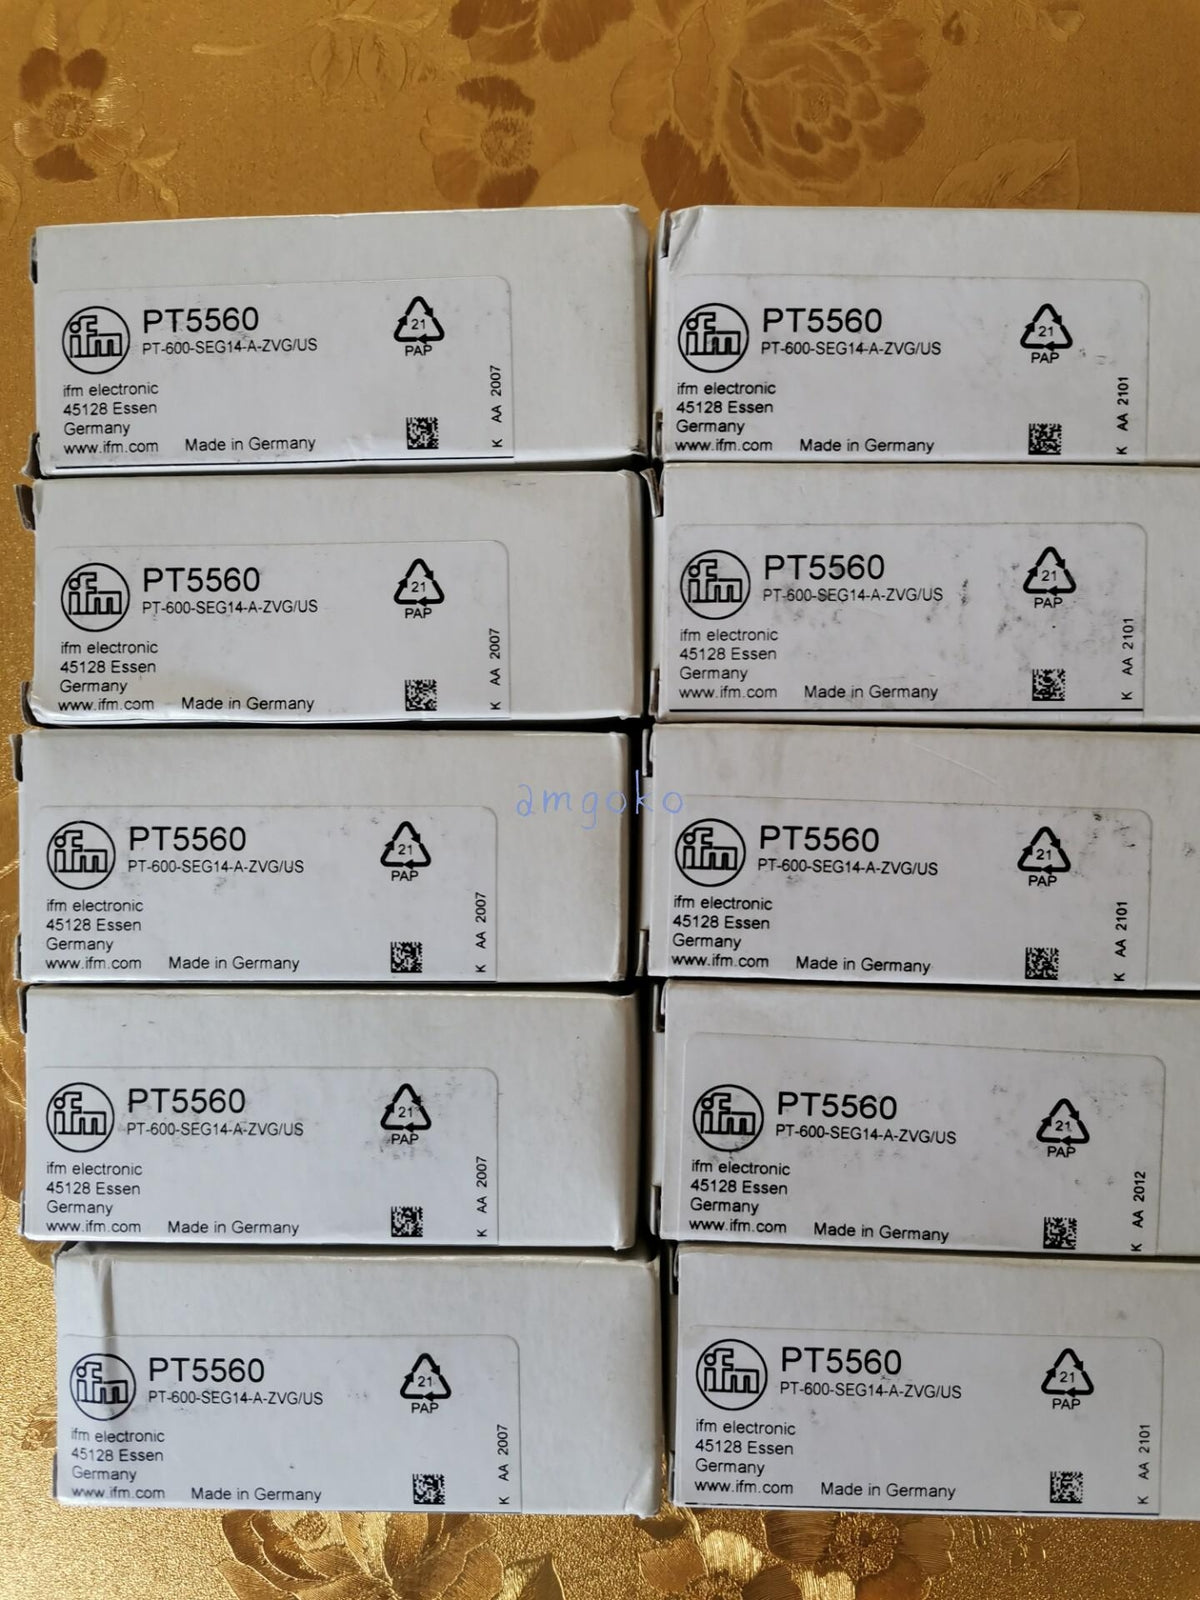 ifm
PT5560
PT-600-SEG14-A-ZVG/US
21
PAP
ifm electronic
45128 Essen
Germany
www.ifm.com Made in Germany
K AA 2007
ifm
PT5560
PT-600-SEG14-A-ZVG/US
21
PAP
ifm electronic
45128 Essen
Germany
www.ifm.com Made in Germany
K AA 2101
ifm
PT5560
PT-600-SEG14-A-ZVG/US
21
PAP
ifm electronic
45128 Essen
Germany
www.ifm.com Made in Germany
K AA 2007
ifm
PT5560
PT-600-SEG14-A-ZVG/US
21
PAP
ifm electronic
45128 Essen
Germany
www.ifm.com Made in Germany
K AA 2101
amgoko
ifm
PT5560
PT-600-SEG14-A-ZVG/US
21
PAP
ifm electronic
45128 Essen
Germany
www.ifm.com Made in Germany
K AA 2007
ifm
PT5560
PT-600-SEG14-A-ZVG/US
21
PAP
ifm electronic
45128 Essen
Germany
www.ifm.com Made in Germany
K AA 2101
ifm
PT5560
PT-600-SEG14-A-ZVG/US
21
PAP
ifm electronic
45128 Essen
Germany
www.ifm.com Made in Germany
K AA 2007
ifm
PT5560
PT-600-SEG14-A-ZVG/US
21
PAP
ifm electronic
45128 Essen
Germany
www.ifm.com Made in Germany
K AA 2012
ifm
PT5560
PT-600-SEG14-A-ZVG/US
21
PAP
ifm electronic
45128 Essen
Germany
www.ifm.com Made in Germany
K AA 2007
ifm
PT5560
PT-600-SEG14-A-ZVG/US
21
PAP
ifm electronic
45128 Essen
Germany
www.ifm.com Made in Germany
K AA 2101